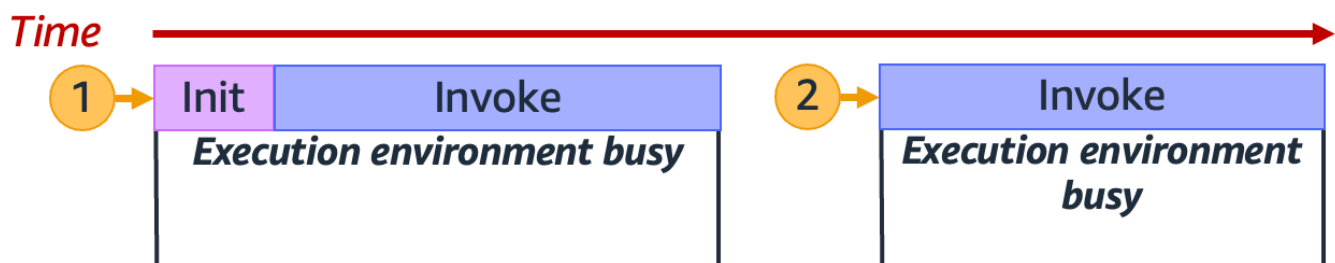 Time
1
Init
Invoke
2
Invoke
Execution environment busy
Execution environment
busy